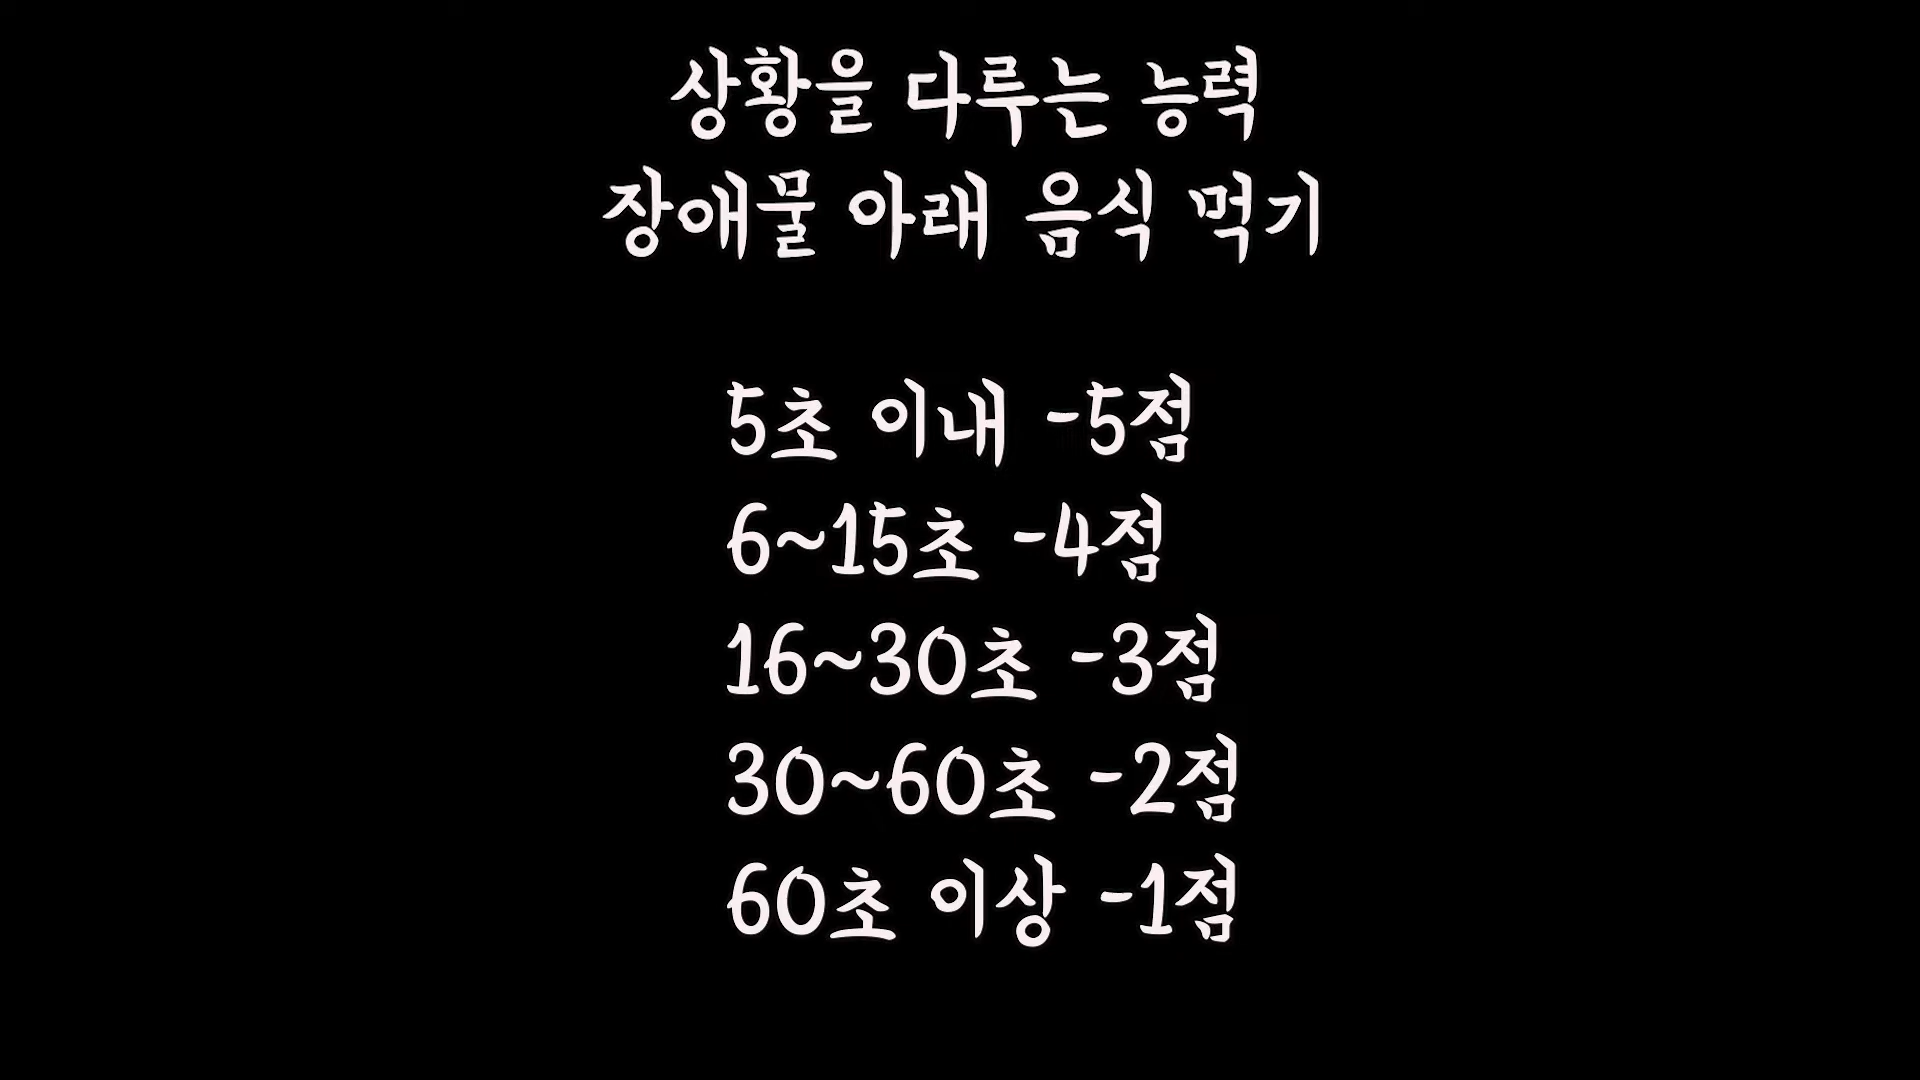 상황을 다루는 능력
장애물 아래 음식 먹기
5초 이내 -5점
6~15초 -4점
16~30초 -3점
30~60초 -2점
60초 이상 -1점